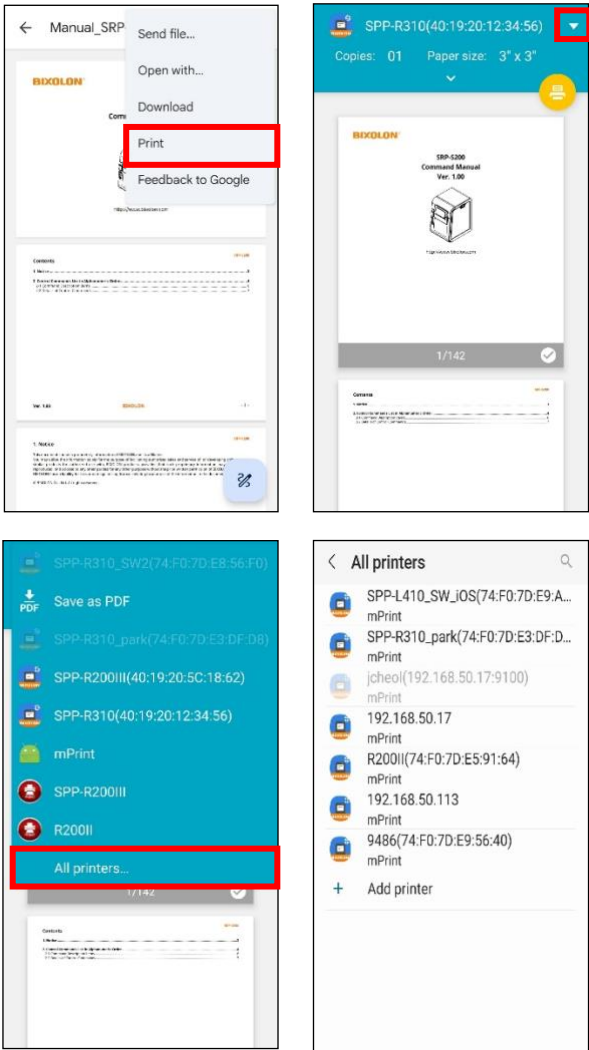 ← Manual_SRP
Send file...
Open with...
Download
Print
Feedback to Google
BIXOLON
Com
Contents
Ver. 1.00
1. Notice
SPP-R310(40:19:20:12:34:56)
Copies: 01 Paper size: 3" x 3"
BIXOLON
SRP-S200
Command Manual
Ver. 1.00
1/142
Contents
SPP-R310_SW2(74:F0:7D:E8:56:F0)
PDF Save as PDF
SPP-R310_park(74:F0:7D:E3:DF:D8)
SPP-R200III(40:19:20:5C:18:62)
SPP-R310(40:19:20:12:34:56)
mPrint
SPP-R200III
R200II
All printers...
1/142
Contents
All printers
SPP-L410_SW_iOS(74:F0:7D:E9:A...
mPrint
SPP-R310_park(74:F0:7D:E3:DF:D...
mPrint
jcheol(192.168.50.17:9100)
mPrint
192.168.50.17
mPrint
R200II(74:F0:7D:E5:91:64)
mPrint
192.168.50.113
mPrint
9486(74:F0:7D:E9:56:40)
mPrint
+ Add printer